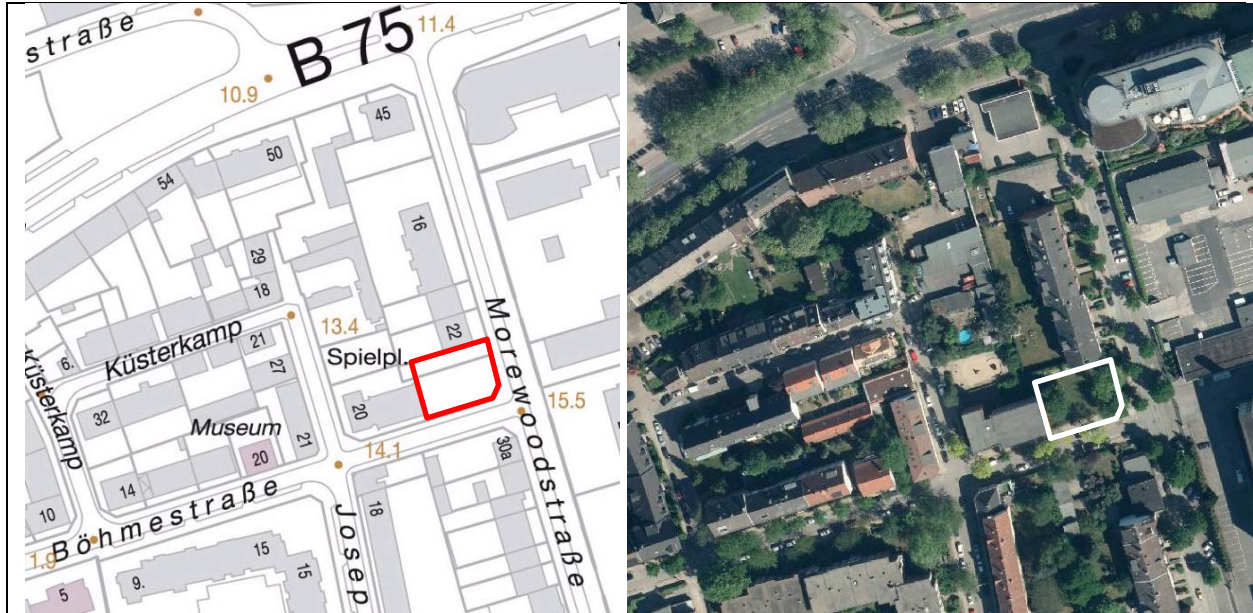 straße
B 75
11.4
10.9
45
50
54
16
29
18
Morewoodstraße
13.4
22
21
Küsterkamp
6.
Spielpl.
Küsterkamp
27
15.5
32
20
Museum
21
20
14.1
30a
14
10
Böhmestraße
Josep
18
1.9
15
9.
15
5